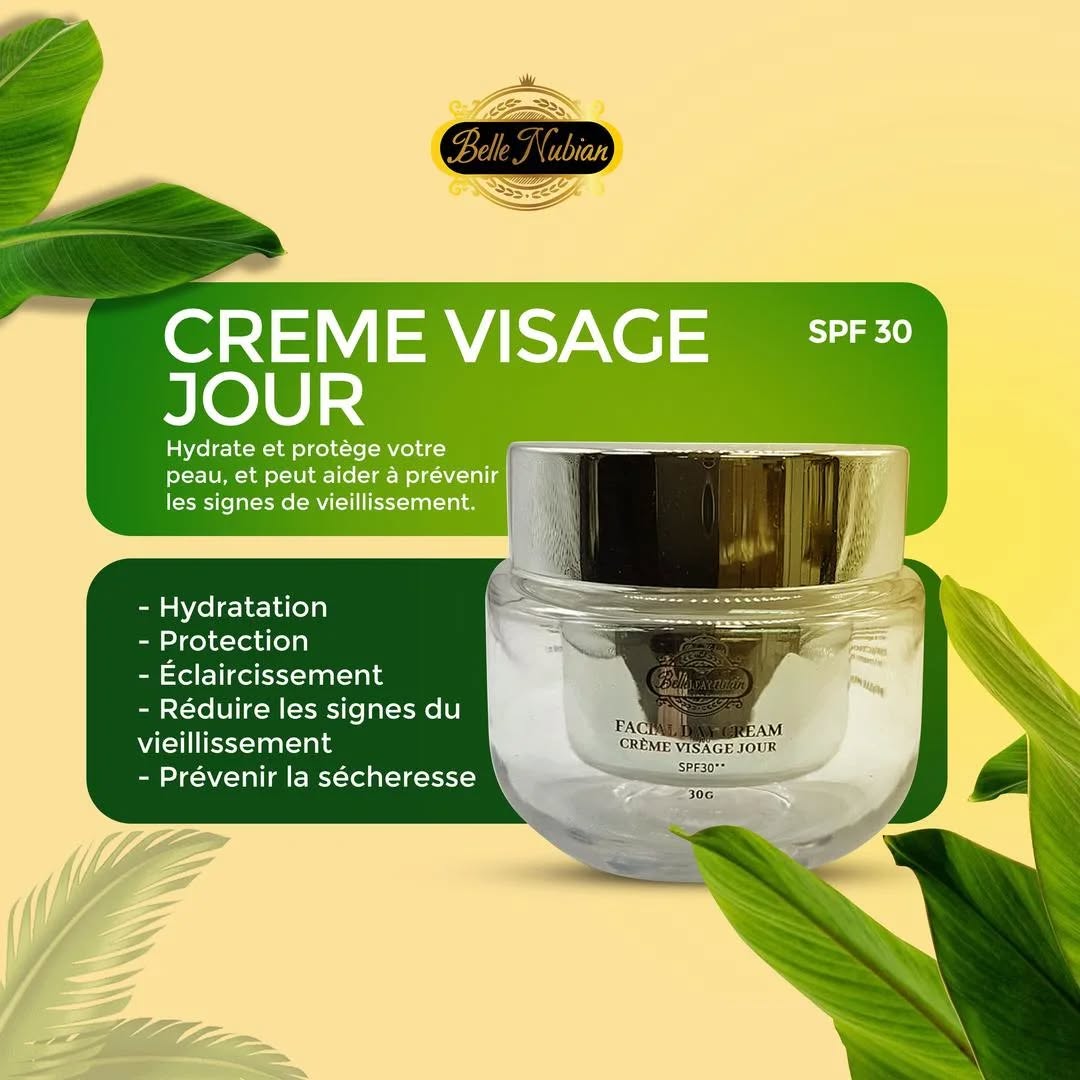 Belle Nubian
CREME VISAGE
JOUR
SPF 30
Hydrate et protège votre
peau, et peut aider à prévenir
les signes de vieillissement.
- Hydratation
- Protection
- Éclaircissement
- Réduire les signes du
vieillissement
- Prévenir la sécheresse
Belle Nubian
FACIAL DAY CREAM
CRÈME VISAGE JOUR
SPF30**
30G